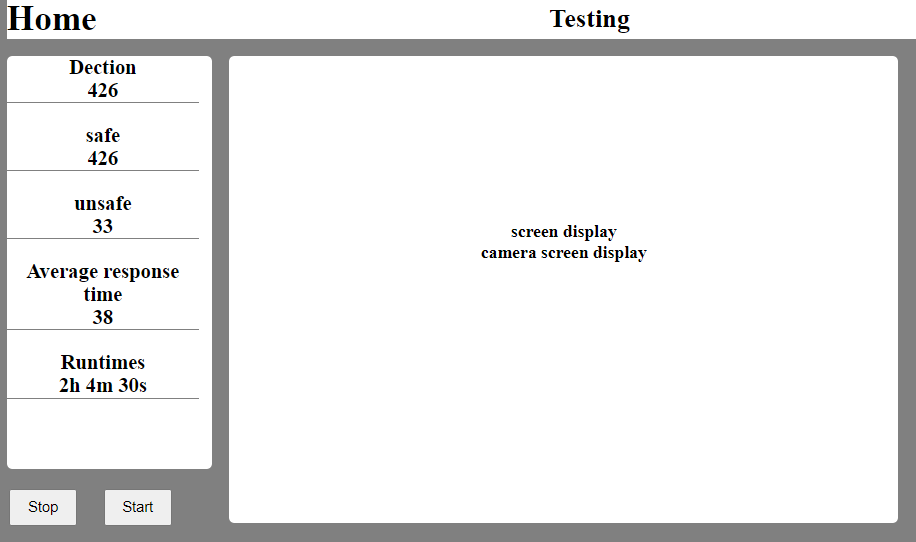 Home
Testing
Dection
426
safe
426
unsafe
33
Average response
time
38
Runtimes
2h 4m 30s
Stop
Start
screen display
camera screen display